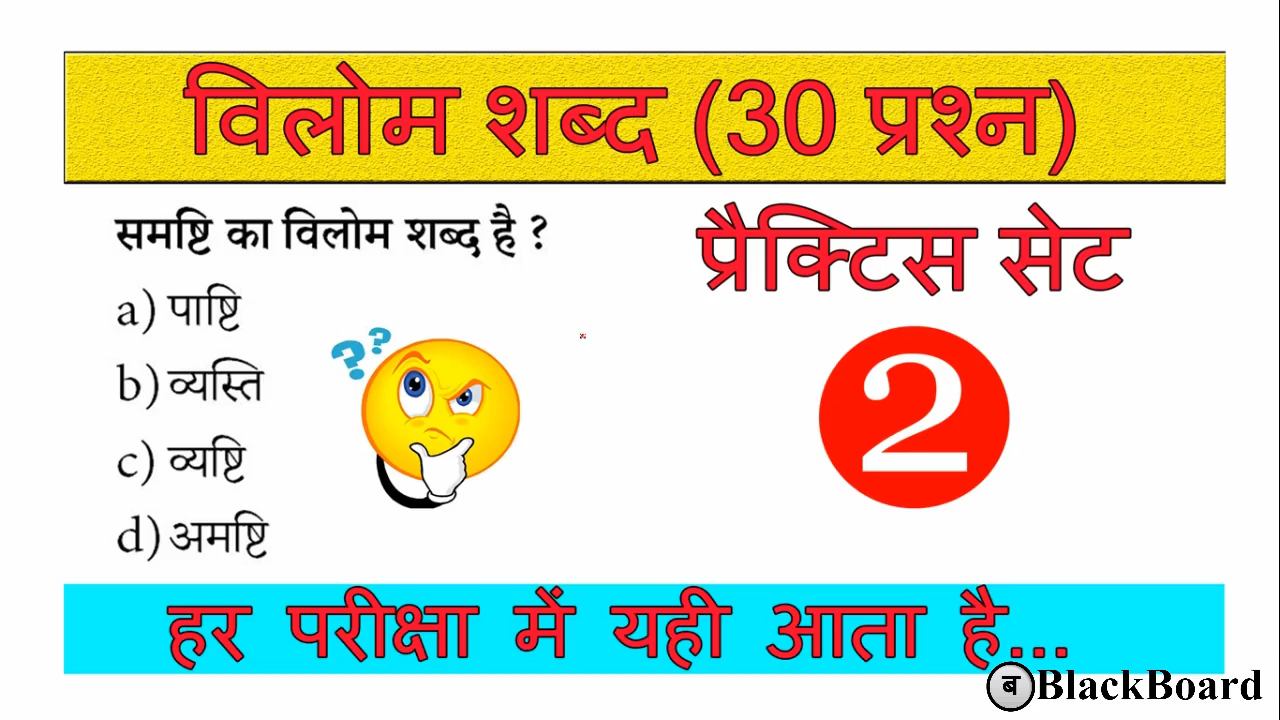 विलोम शब्द (30 प्रश्न)
समष्टि का विलोम शब्द है ?
a) पाष्टि
b) व्यस्ति
c) व्यष्टि
d) अमष्टि
प्रैक्टिस सेट
2
? ?
हर परीक्षा में यही आता है...
ब BlackBoard